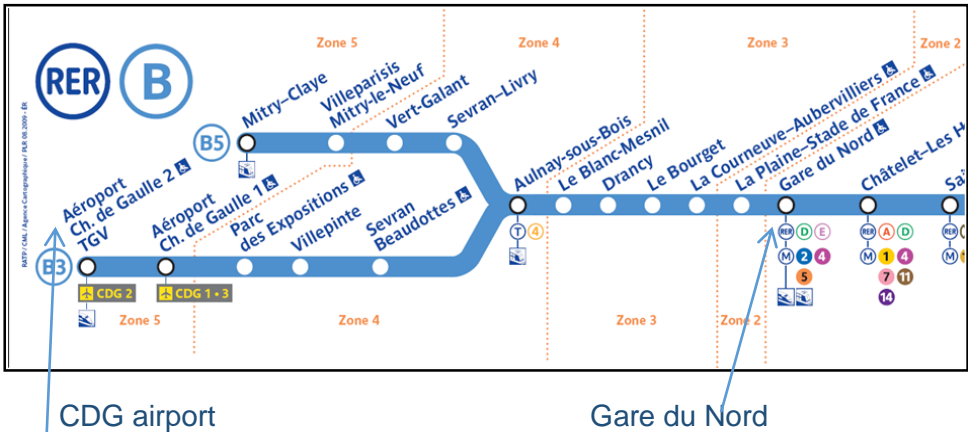 Zone 5
Zone 4
Zone 3
Zone 2
RER
B
B5
Mitry–Claye
Villeparisis
Mitry-le-Neuf
Vert-Galant
Sevran–Livry
Aulnay-sous-Bois
Le Blanc-Mesnil
Drancy
Le Bourget
La Courneuve–Aubervilliers
La Plaine–Stade de France
Gare du Nord
Châtelet–Les H
Sai
B3
Aéroport
Ch. de Gaulle 2
TGV
Aéroport
Ch. de Gaulle 1
Parc
des Expositions
Villepinte
Sevran
Beaudottes
CDG 2
CDG 1 • 3
T 4
RER D E
M 2 4
5
RER A D
M 1 4
7 11
14
RER
M
Zone 5
Zone 4
Zone 3
Zone 2
CDG airport
Gare du Nord